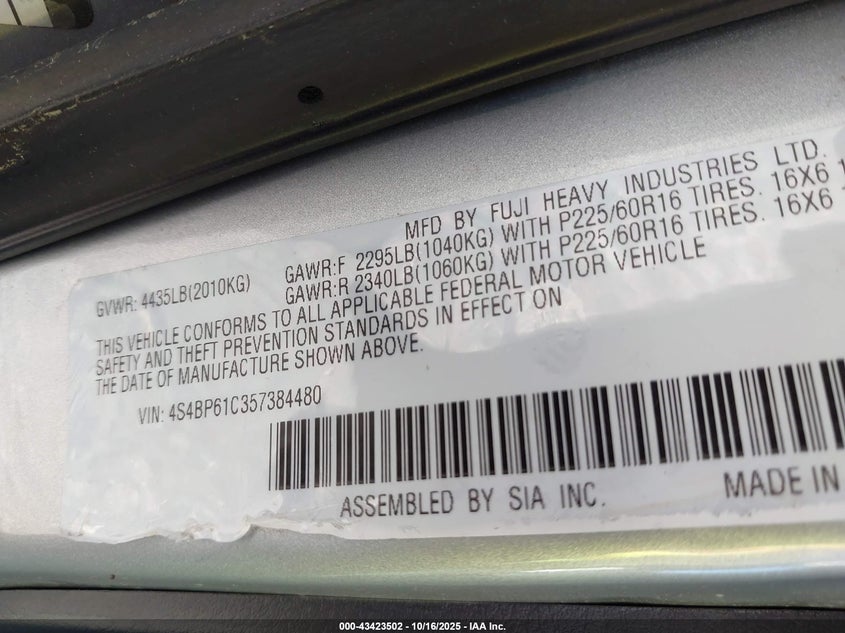 MFD BY FUJI HEAVY INDUSTRIES LTD.
GVWR: 4435LB(2010KG) GAWR:F 2295LB(1040KG) WITH P225/60R16 TIRES. 16X6
GAWR:R 2340LB(1060KG) WITH P225/60R16 TIRES. 16X6
THIS VEHICLE CONFORMS TO ALL APPLICABLE FEDERAL MOTOR VEHICLE
SAFETY AND THEFT PREVENTION STANDARDS IN EFFECT ON
THE DATE OF MANUFACTURE SHOWN ABOVE.
VIN: 4S4BP61C357384480
ASSEMBLED BY SIA INC. MADE IN
000-43423502 - 10/16/2025 - IAA Inc.